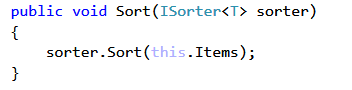 public void Sort(ISorter<T> sorter)
{
    sorter.Sort(this.Items);
}